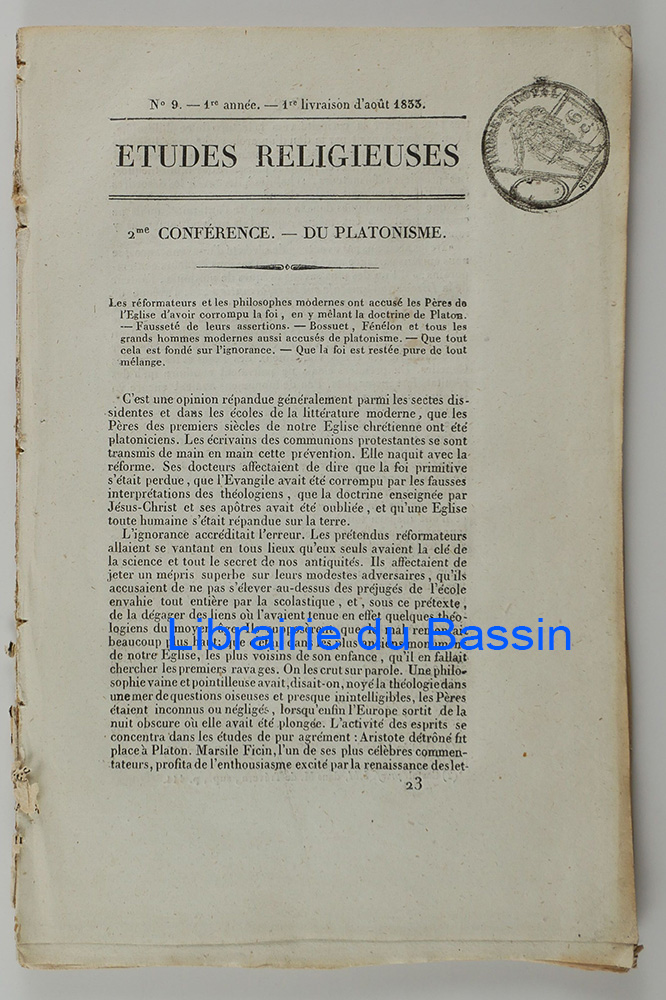 N° 9. — 1re année. — 1re livraison d'août 1833.
ETUDES RELIGIEUSES
2me CONFÉRENCE. — DU PLATONISME.
Les réformateurs et les philosophes modernes ont accusé les Pères de
l'Eglise d'avoir corrompu la foi, en y mêlant la doctrine de Platon.
— Fausseté de leurs assertions. — Bossuet, Fénélon et tous les
grands hommes modernes aussi accusés de platonisme. — Que tout
cela est fondé sur l'ignorance. — Que la foi est restée pure de tout
mélange.
C'est une opinion répandue généralement parmi les sectes dis-
sidentes et dans les écoles de la littérature moderne, que les
Pères des premiers siècles de notre Eglise chrétienne ont été
platoniciens. Les écrivains des communions protestantes se sont
transmis de main en main cette prévention. Elle naquit avec la
réforme. Ses docteurs affectaient de dire que la foi primitive
s'était perdue, que l'Evangile avait été corrompu par les fausses
interprétations des théologiens, que la doctrine enseignée par
Jésus-Christ et ses apôtres avait été oubliée, et qu'une Eglise
toute humaine s'était répandue sur la terre.
L'ignorance accréditait l'erreur. Les prétendus réformateurs
allaient se vantant en tous lieux qu'eux seuls avaient la clé de
la science et tout le secret de nos antiquités. Ils affectaient de
jeter un mépris superbe sur leurs modestes adversaires, qu'ils
accusaient de ne pas s'élever au-dessus des préjugés de l'école
envahie tout entière par la scolastique, et, sous ce prétexte,
de la dégager des liens où l'avaient tenue en effet quelques théo-
logiens du moyen
beaucoup plus haut
Librairie du Bassin
de notre Eglise, les plus voisins de son enfance, qu'il en fallait
chercher les premiers ravages. On les crut sur parole. Une philo-
sophie vaine et pointilleuse avait, disait-on, noyé la théologie dans
une mer de questions oiseuses et presque inintelligibles, les Pères
étaient inconnus ou négligés, lorsqu'enfin l'Europe sortit de la
nuit obscure où elle avait été plongée. L'activité des esprits se
concentra dans les études de pur agrément : Aristote détrôné fit
place à Platon. Marsile Ficin, l'un de ses plus célèbres commen-
tateurs, profita de l'enthousiasme excité par la renaissance des let-
23